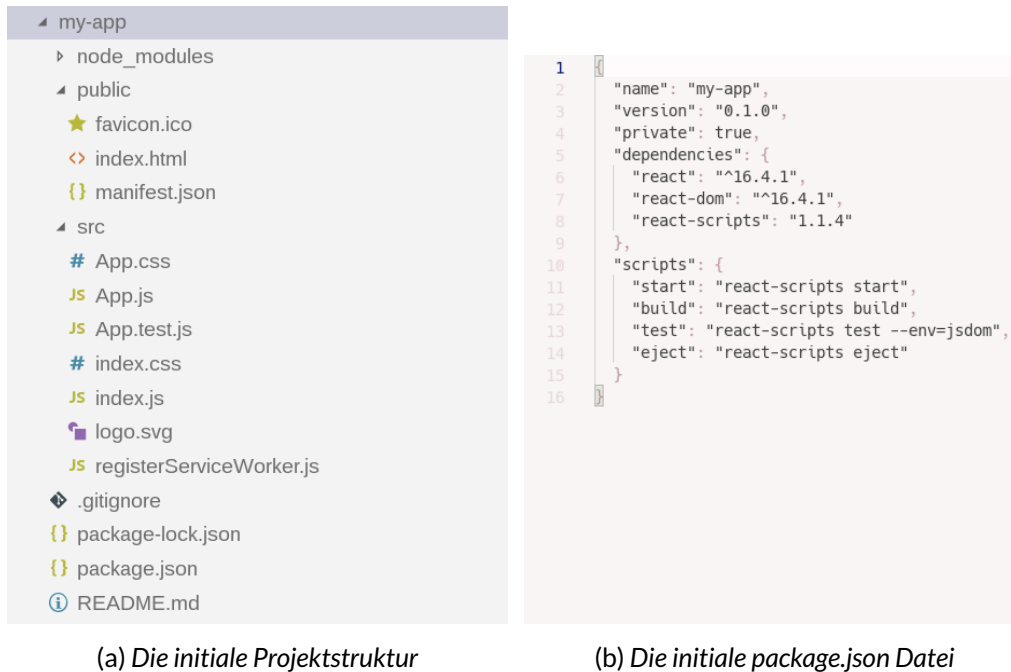 my-app
node_modules
public
favicon.ico
<> index.html
{} manifest.json
src
# App.css
JS App.js
JS App.test.js
# index.css
JS index.js
logo.svg
JS registerServiceWorker.js
.gitignore
{} package-lock.json
{} package.json
README.md
(a) Die initiale Projektstruktur
1 {
2 "name": "my-app",
3 "version": "0.1.0",
4 "private": true,
5 "dependencies": {
6 "react": "^16.4.1",
7 "react-dom": "^16.4.1",
8 "react-scripts": "1.1.4"
9 },
10 "scripts": {
11 "start": "react-scripts start",
12 "build": "react-scripts build",
13 "test": "react-scripts test --env=jsdom",
14 "eject": "react-scripts eject"
15 }
16 }
(b) Die initiale package.json Datei